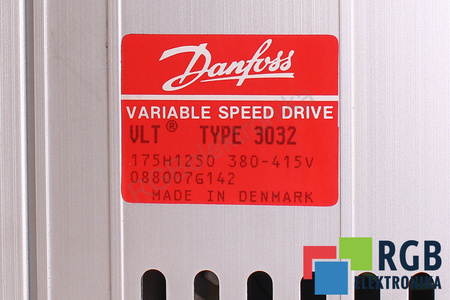 Danfoss
VARIABLE SPEED DRIVE
VLT® TYPE 3032
175H1250 380-415V
088007G142
MADE IN DENMARK
RGB
ELEKTRONIKA